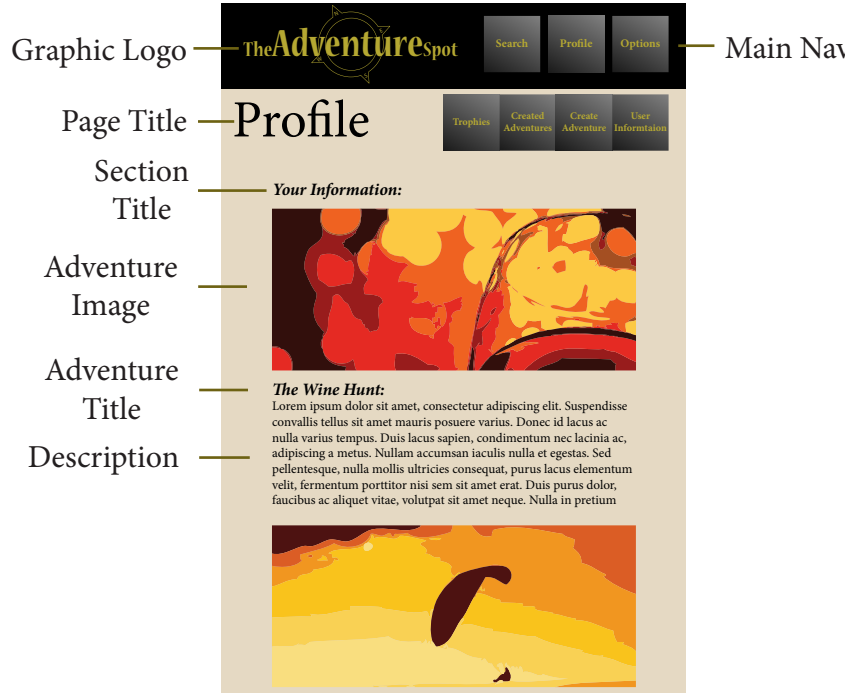 Graphic Logo
TheAdventureSpot
Search
Profile
Options
Main Nav
Page Title
Profile
Trophies
Created
Adventures
Create
Adventure
User
Informtaion
Section
Title
Your Information:
Adventure
Image
Adventure
Title
The Wine Hunt:
Description
Lorem ipsum dolor sit amet, consectetur adipiscing elit. Suspendisse
convallis tellus sit amet mauris posuere varius. Donec id lacus ac
nulla varius tempus. Duis lacus sapien, condimentum nec lacinia ac,
adipiscing a metus. Nullam accumsan iaculis nulla et egestas. Sed
pellentesque, nulla mollis ultricies consequat, purus lacus elementum
velit, fermentum porttitor nisi sem sit amet erat. Duis purus dolor,
faucibus ac aliquet vitae, volutpat sit amet neque. Nulla in pretium